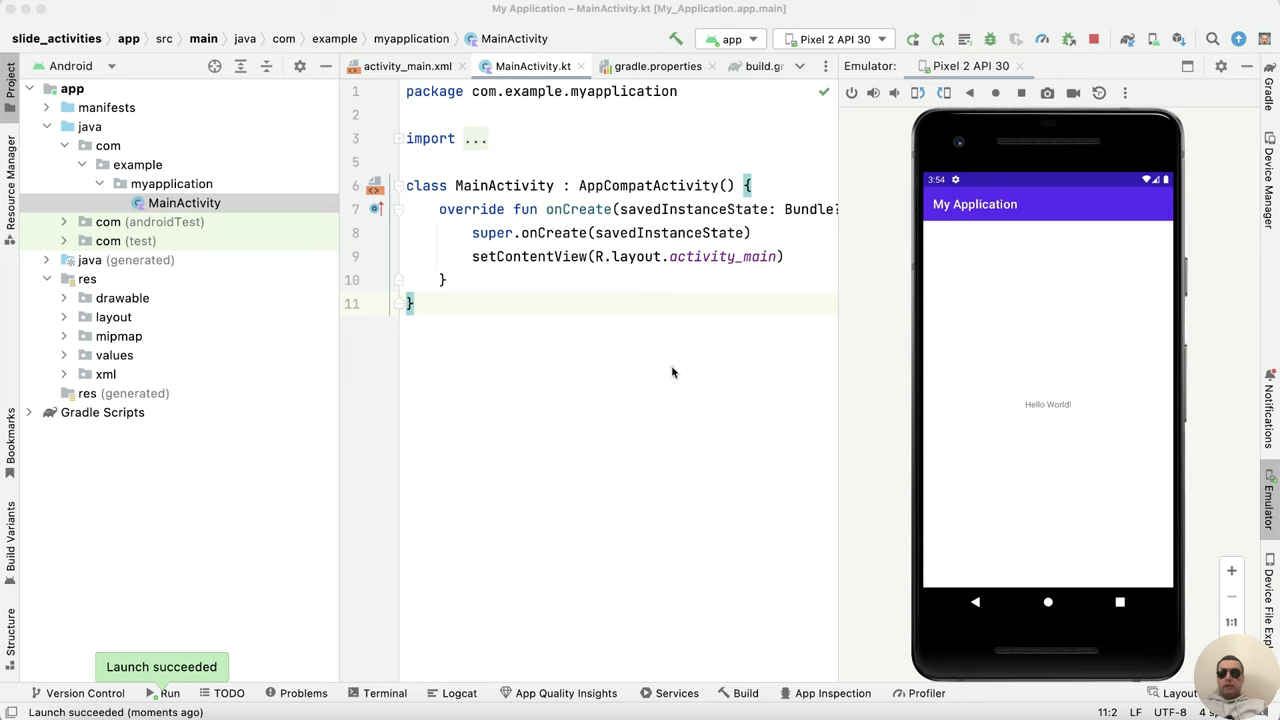 My Application – MainActivity.kt [My_Application.app.main]
slide_activities app src main java com example myapplication MainActivity app Pixel 2 API 30
Project
Android
activity_main.xml MainActivity.kt gradle.properties build.gr
Emulator: Pixel 2 API 30
app
manifests
java
com
example
myapplication
MainActivity
com (androidTest)
com (test)
java (generated)
res
drawable
layout
mipmap
values
xml
res (generated)
Gradle Scripts
Resource Manager
Bookmarks
Build Variants
Structure
1 package com.example.myapplication
2
3 import ...
5
6 class MainActivity : AppCompatActivity() {
7 override fun onCreate(savedInstanceState: Bundle?
8 super.onCreate(savedInstanceState)
9 setContentView(R.layout.activity_main)
10 }
11 }
3:54
My Application
Hello World!
Gradle
Device Manager
Notifications
Emulator
Device File Expl
1:1
Launch succeeded
Version Control Run TODO Problems Terminal Logcat App Quality Insights Services Build App Inspection Profiler Layou
Launch succeeded (moments ago) 11:2 LF UTF-8 4 s